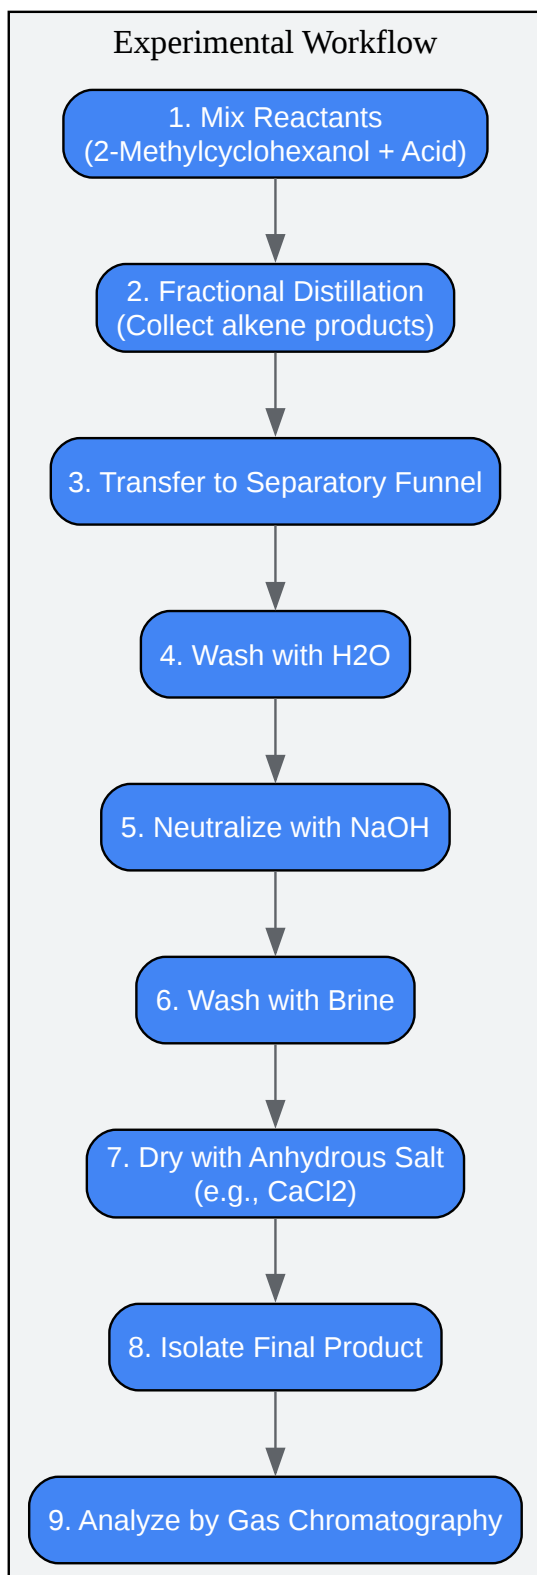 Experimental Workflow
1. Mix Reactants
(2-Methylcyclohexanol + Acid)
2. Fractional Distillation
(Collect alkene products)
3. Transfer to Separatory Funnel
4. Wash with H2O
5. Neutralize with NaOH
6. Wash with Brine
7. Dry with Anhydrous Salt
(e.g., CaCl2)
8. Isolate Final Product
9. Analyze by Gas Chromatography